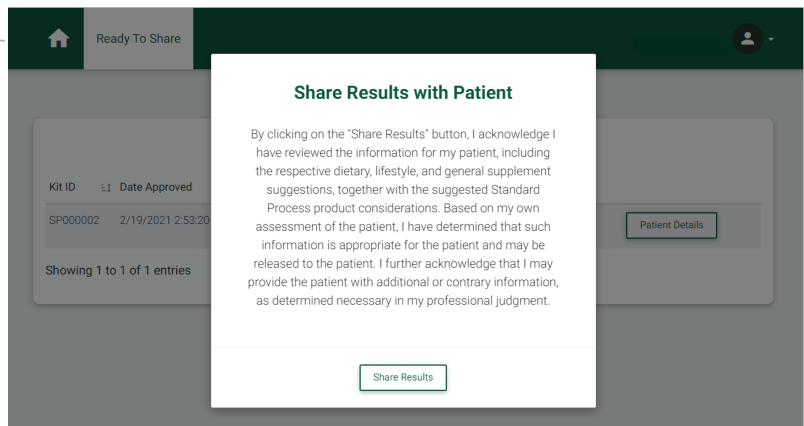 Ready To Share
Share Results with Patient
By clicking on the "Share Results" button, I acknowledge I
have reviewed the information for my patient, including
the respective dietary, lifestyle, and general supplement
suggestions, together with the suggested Standard
Process product considerations. Based on my own
assessment of the patient, I have determined that such
information is appropriate for the patient and may be
released to the patient. I further acknowledge that I may
provide the patient with additional or contrary information,
as determined necessary in my professional judgment.
Share Results
Kit ID Date Approved
SP000002 2/19/2021 2:53:20
Patient Details
Showing 1 to 1 of 1 entries